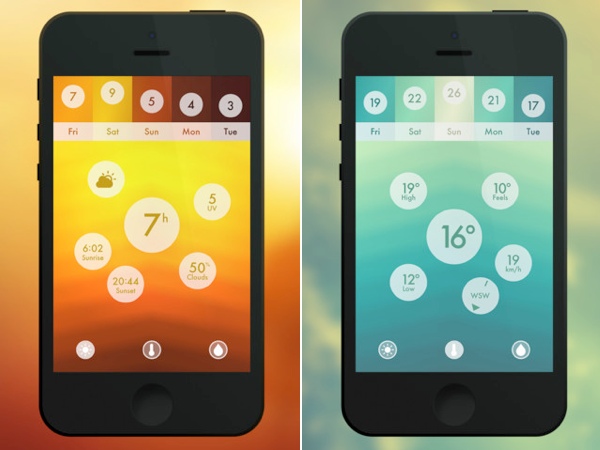 7 9 5 4 3
Fri Sat Sun Mon Tue
5
UV
7h
6:02
Sunrise
50%
Clouds
20:44
Sunset
19 22 26 21 17
Fri Sat Sun Mon Tue
19°
High
10°
Feels
16°
19
km/h
12°
Low
WSW